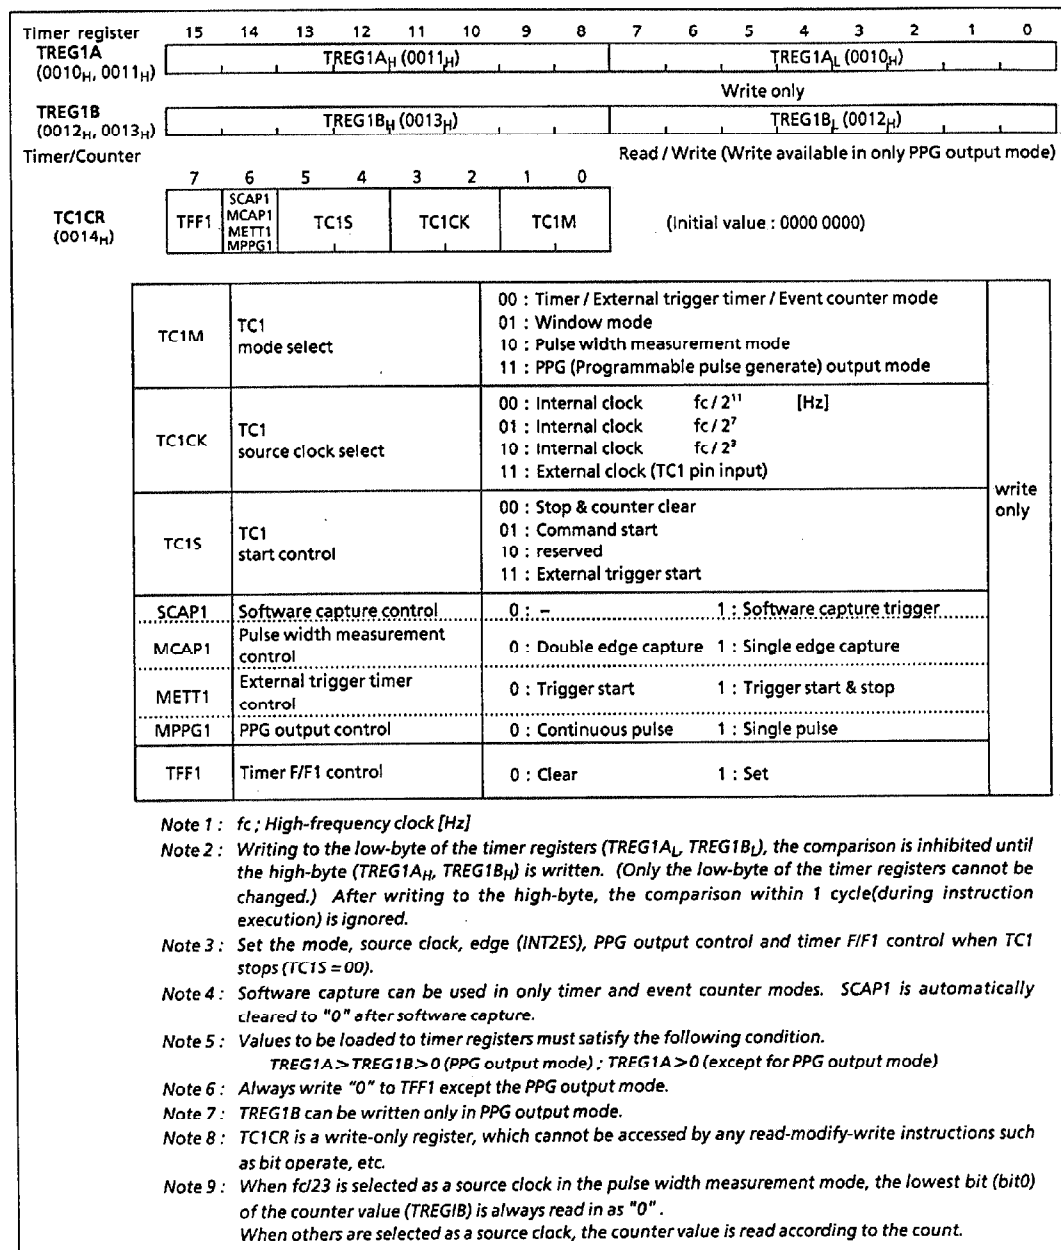 Timer register 15 14 13 12 11 10 9 8 7 6 5 4 3 2 1 0
TREG1A
(0010H, 0011H) TREG1AH (0011H) TREG1AL (0010H)
Write only
TREG1B
(0012H, 0013H) TREG1BH (0013H) TREG1BL (0012H)
Timer/Counter Read / Write (Write available in only PPG output mode)
7 6 5 4 3 2 1 0
TC1CR
(0014H) TFF1 SCAP1 MCAP1 METT1 MPPG1 TC1S TC1CK TC1M (Initial value : 0000 0000)
TC1M TC1 mode select
00 : Timer / External trigger timer / Event counter mode
01 : Window mode
10 : Pulse width measurement mode
11 : PPG (Programmable pulse generate) output mode
TC1CK TC1 source clock select
00 : Internal clock fc / 2¹¹ [Hz]
01 : Internal clock fc / 2⁷
10 : Internal clock fc / 2³
11 : External clock (TC1 pin input)
TC1S TC1 start control
00 : Stop & counter clear
01 : Command start
10 : reserved
11 : External trigger start
write only
SCAP1 Software capture control 0 : – 1 : Software capture trigger
MCAP1 Pulse width measurement control 0 : Double edge capture 1 : Single edge capture
METT1 External trigger timer control 0 : Trigger start 1 : Trigger start & stop
MPPG1 PPG output control 0 : Continuous pulse 1 : Single pulse
TFF1 Timer F/F1 control 0 : Clear 1 : Set
Note 1 : fc ; High-frequency clock [Hz]
Note 2 : Writing to the low-byte of the timer registers (TREG1AL, TREG1BL), the comparison is inhibited until
the high-byte (TREG1AH, TREG1BH) is written. (Only the low-byte of the timer registers cannot be
changed.) After writing to the high-byte, the comparison within 1 cycle(during instruction
execution) is ignored.
Note 3 : Set the mode, source clock, edge (INT2ES), PPG output control and timer F/F1 control when TC1
stops (TC1S = 00).
Note 4 : Software capture can be used in only timer and event counter modes. SCAP1 is automatically
cleared to "0" after software capture.
Note 5 : Values to be loaded to timer registers must satisfy the following condition.
TREG1A > TREG1B > 0 (PPG output mode) ; TREG1A > 0 (except for PPG output mode)
Note 6 : Always write "0" to TFF1 except the PPG output mode.
Note 7 : TREG1B can be written only in PPG output mode.
Note 8 : TC1CR is a write-only register, which cannot be accessed by any read-modify-write instructions such
as bit operate, etc.
Note 9 : When fc/23 is selected as a source clock in the pulse width measurement mode, the lowest bit (bit0)
of the counter value (TREGIB) is always read in as "0".
When others are selected as a source clock, the counter value is read according to the count.